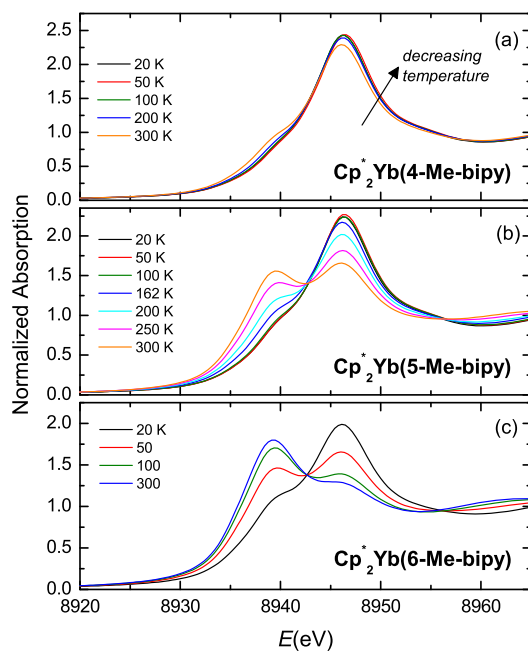 Normalized Absorption
2.5
2.0
1.5
1.0
0.5
0.0
20 K
50 K
100 K
200 K
300 K
(a)
decreasing
temperature
Cp*2Yb(4-Me-bipy)
2.0
1.5
1.0
0.5
0.0
20 K
50 K
100 K
162 K
200 K
250 K
300 K
(b)
Cp*2Yb(5-Me-bipy)
2.0
1.5
1.0
0.5
0.0
20 K
50
100
300
(c)
Cp*2Yb(6-Me-bipy)
8920 8930 8940 8950 8960
E(eV)